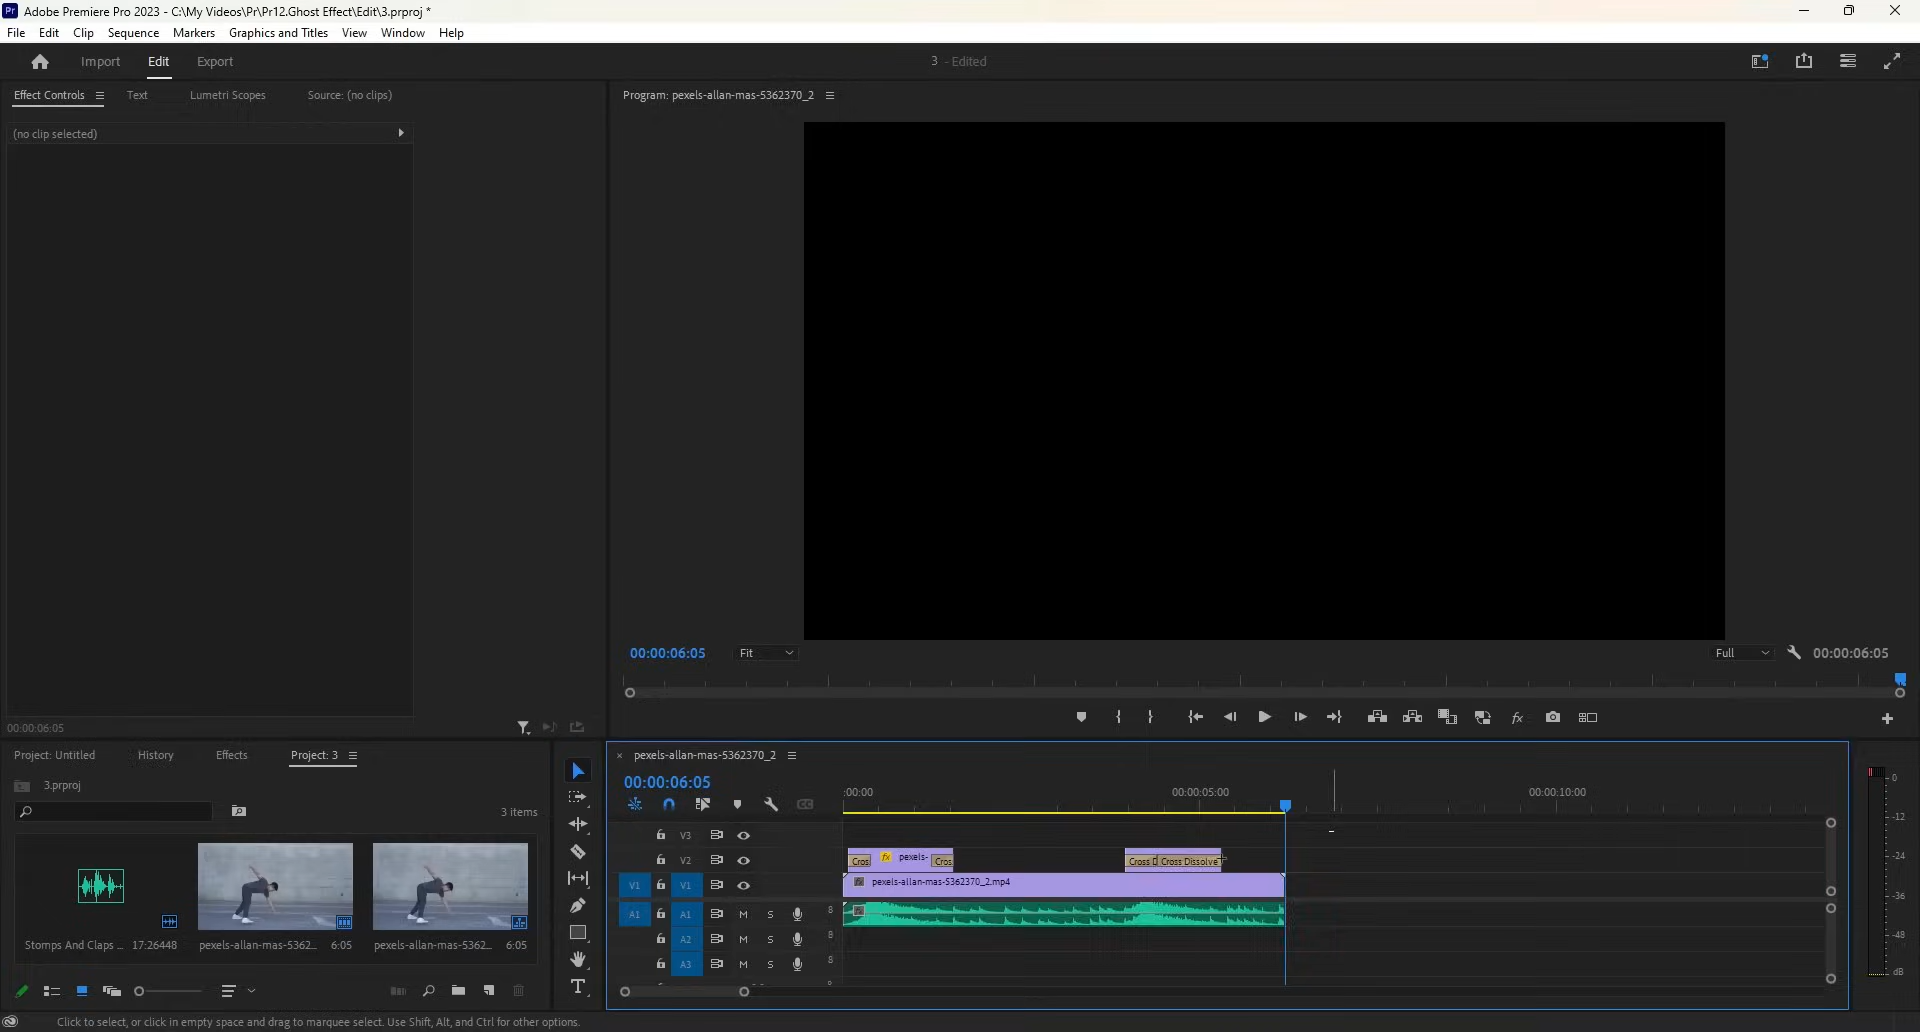 Pr Adobe Premiere Pro 2023 - C:\My Videos\Pr\Pr12.Ghost Effect\Edit\3.prproj *
File Edit Clip Sequence Markers Graphics and Titles View Window Help
Import Edit Export 3 - Edited
Effect Controls Text Lumetri Scopes Source: (no clips) Program: pexels-allan-mas-5362370_2
(no clip selected)
00:00:06:05 Fit Full 00:00:06:05
00:00:06:05
Project: Untitled History Effects Project: 3 × pexels-allan-mas-5362370_2
3.prproj
00:00:06:05
:00:00 00:00:05:00 00:00:10:00
3 items
V3
V2 Cros fx pexels- Cros Cross D Cross Dissolve
V1 V1 pexels-allan-mas-5362370_2.mp4
A1 A1 M S
A2 M S
A3 M S
Stomps And Claps ... 17:26448 pexels-allan-mas-5362... 6:05 pexels-allan-mas-5362... 6:05
0
-12
-24
-36
-48
dB
Click to select, or click in empty space and drag to marquee select. Use Shift, Alt, and Ctrl for other options.